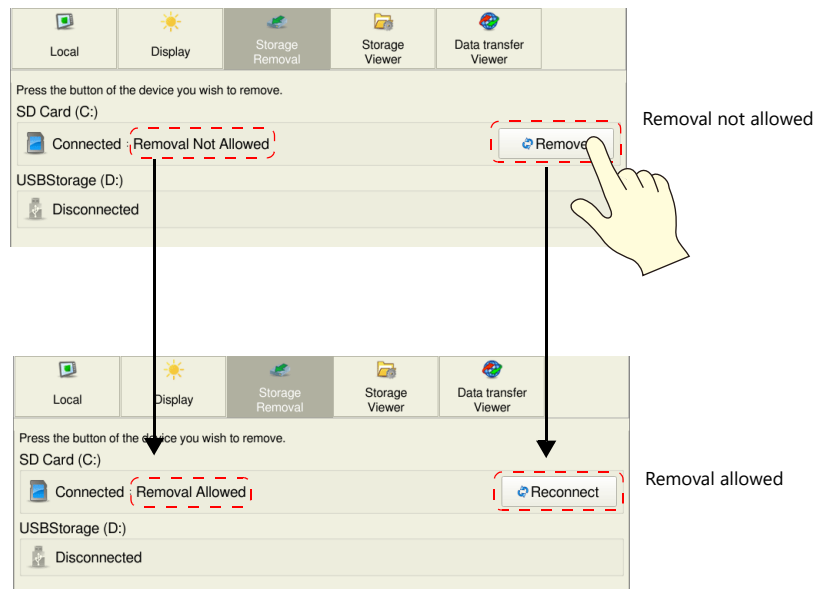 Local
Display
Storage
Removal
Storage
Viewer
Data transfer
Viewer
Press the button of the device you wish to remove.
SD Card (C:)
Connected : Removal Not Allowed
Remove
Removal not allowed
USBStorage (D:)
Disconnected
Local
Display
Storage
Removal
Storage
Viewer
Data transfer
Viewer
Press the button of the device you wish to remove.
SD Card (C:)
Connected : Removal Allowed
Reconnect
Removal allowed
USBStorage (D:)
Disconnected